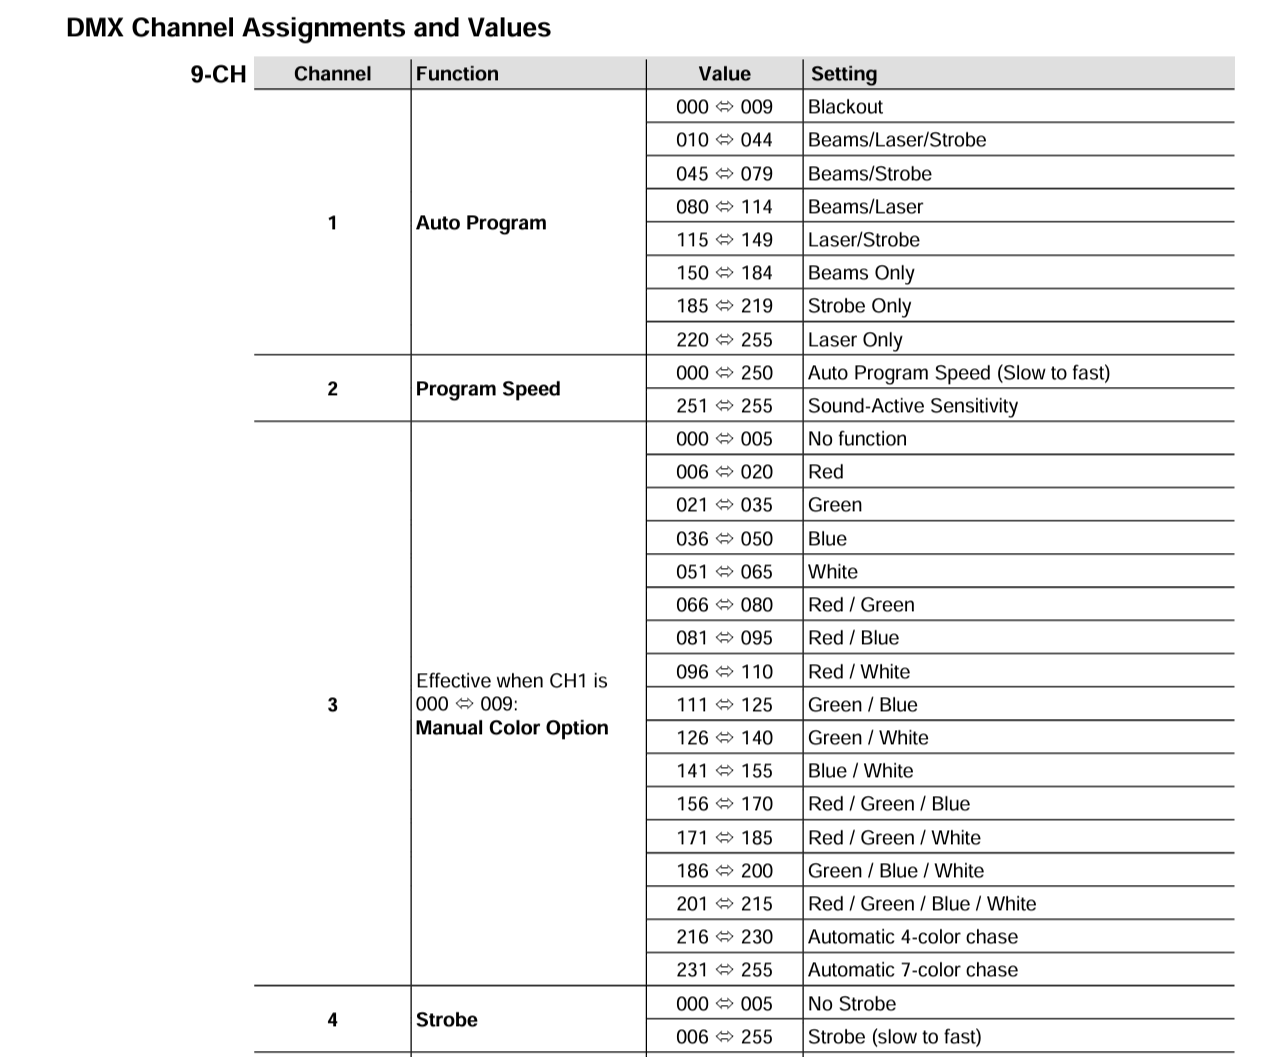 DMX Channel Assignments and Values
9-CH Channel Function Value Setting
1 Auto Program
000 ⇔ 009 Blackout
010 ⇔ 044 Beams/Laser/Strobe
045 ⇔ 079 Beams/Strobe
080 ⇔ 114 Beams/Laser
115 ⇔ 149 Laser/Strobe
150 ⇔ 184 Beams Only
185 ⇔ 219 Strobe Only
220 ⇔ 255 Laser Only
2 Program Speed
000 ⇔ 250 Auto Program Speed (Slow to fast)
251 ⇔ 255 Sound-Active Sensitivity
3
Effective when CH1 is
000 ⇔ 009:
Manual Color Option
000 ⇔ 005 No function
006 ⇔ 020 Red
021 ⇔ 035 Green
036 ⇔ 050 Blue
051 ⇔ 065 White
066 ⇔ 080 Red / Green
081 ⇔ 095 Red / Blue
096 ⇔ 110 Red / White
111 ⇔ 125 Green / Blue
126 ⇔ 140 Green / White
141 ⇔ 155 Blue / White
156 ⇔ 170 Red / Green / Blue
171 ⇔ 185 Red / Green / White
186 ⇔ 200 Green / Blue / White
201 ⇔ 215 Red / Green / Blue / White
216 ⇔ 230 Automatic 4-color chase
231 ⇔ 255 Automatic 7-color chase
4 Strobe
000 ⇔ 005 No Strobe
006 ⇔ 255 Strobe (slow to fast)